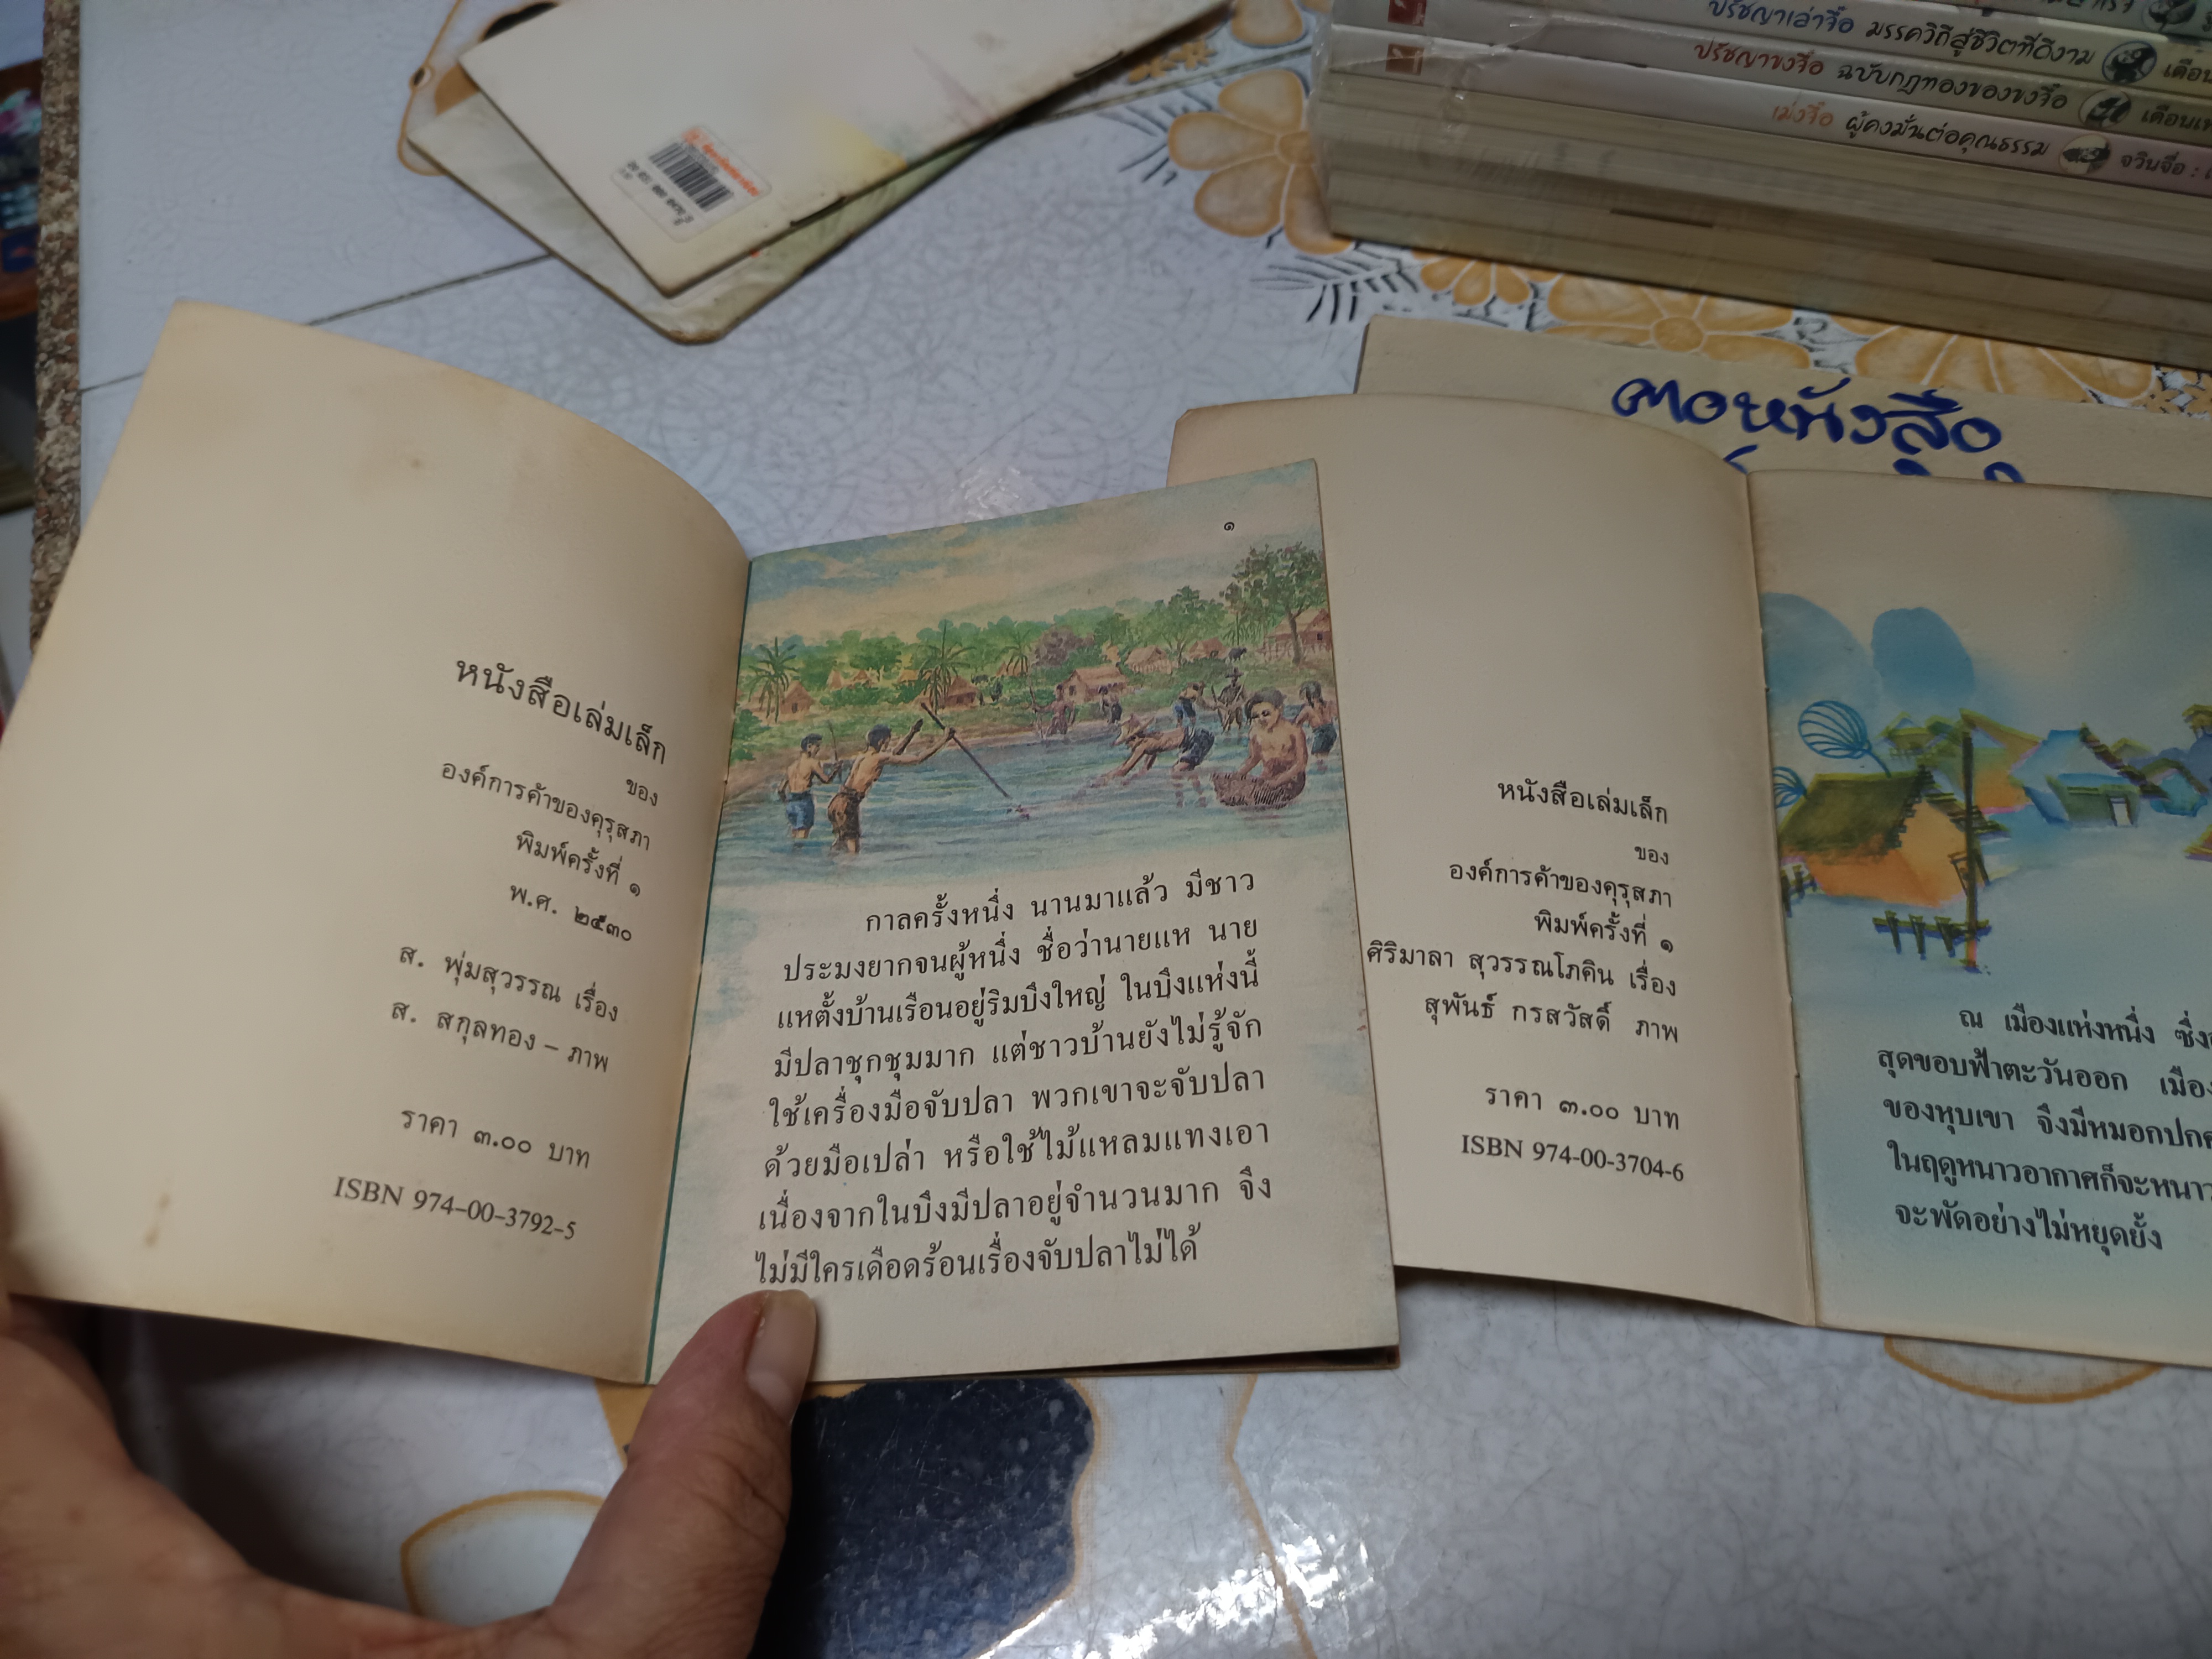 ปรัชญาเล่าจื๊อ มรรควิถีสู่ชีวิตที่ดีงาม
ปรัชญาขงจื๊อ ฉบับกฎทองของขงจื๊อ
เม่งจื๊อ ผู้คงมั่นต่อคุณธรรม
หนังสือเล่มเล็ก
ของ
องค์การค้าของคุรุสภา
พิมพ์ครั้งที่ ๑
พ.ศ. ๒๕๓๐
ส. พุ่มสุวรรณ เรื่อง
ส. สกุลทอง – ภาพ
ราคา ๓.๐๐ บาท
ISBN 974-00-3792-5
๑
กาลครั้งหนึ่ง นานมาแล้ว มีชาว
ประมงยากจนผู้หนึ่ง ชื่อว่านายแห นาย
แหตั้งบ้านเรือนอยู่ริมบึงใหญ่ ในบึงแห่งนี้
มีปลาชุกชุมมาก แต่ชาวบ้านยังไม่รู้จัก
ใช้เครื่องมือจับปลา พวกเขาจะจับปลา
ด้วยมือเปล่า หรือใช้ไม้แหลมแทงเอา
เนื่องจากในบึงมีปลาอยู่จำนวนมาก จึง
ไม่มีใครเดือดร้อนเรื่องจับปลาไม่ได้
หนังสือ
หนังสือเล่มเล็ก
ของ
องค์การค้าของคุรุสภา
พิมพ์ครั้งที่ ๑
ศิริมาลา สุวรรณโภคิน เรื่อง
สุพันธ์ กรสวัสดิ์ ภาพ
ราคา ๓.๐๐ บาท
ISBN 974-00-3704-6
ณ เมืองแห่งหนึ่ง ซึ่ง
สุดขอบฟ้าตะวันออก เมือง
ของหุบเขา จึงมีหมอกปก
ในฤดูหนาวอากาศก็จะหนาว
จะพัดอย่างไม่หยุดยั้ง